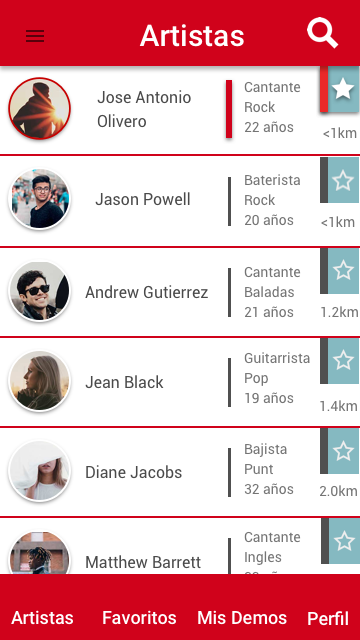 Artistas
Jose Antonio
Olivero
Cantante
Rock
22 años
<1km
Jason Powell
Baterista
Rock
20 años
<1km
Andrew Gutierrez
Cantante
Baladas
21 años
1.2km
Jean Black
Guitarrista
Pop
19 años
1.4km
Diane Jacobs
Bajista
Punt
32 años
2.0km
Matthew Barrett
Cantante
Ingles
Artistas Favoritos Mis Demos Perfil